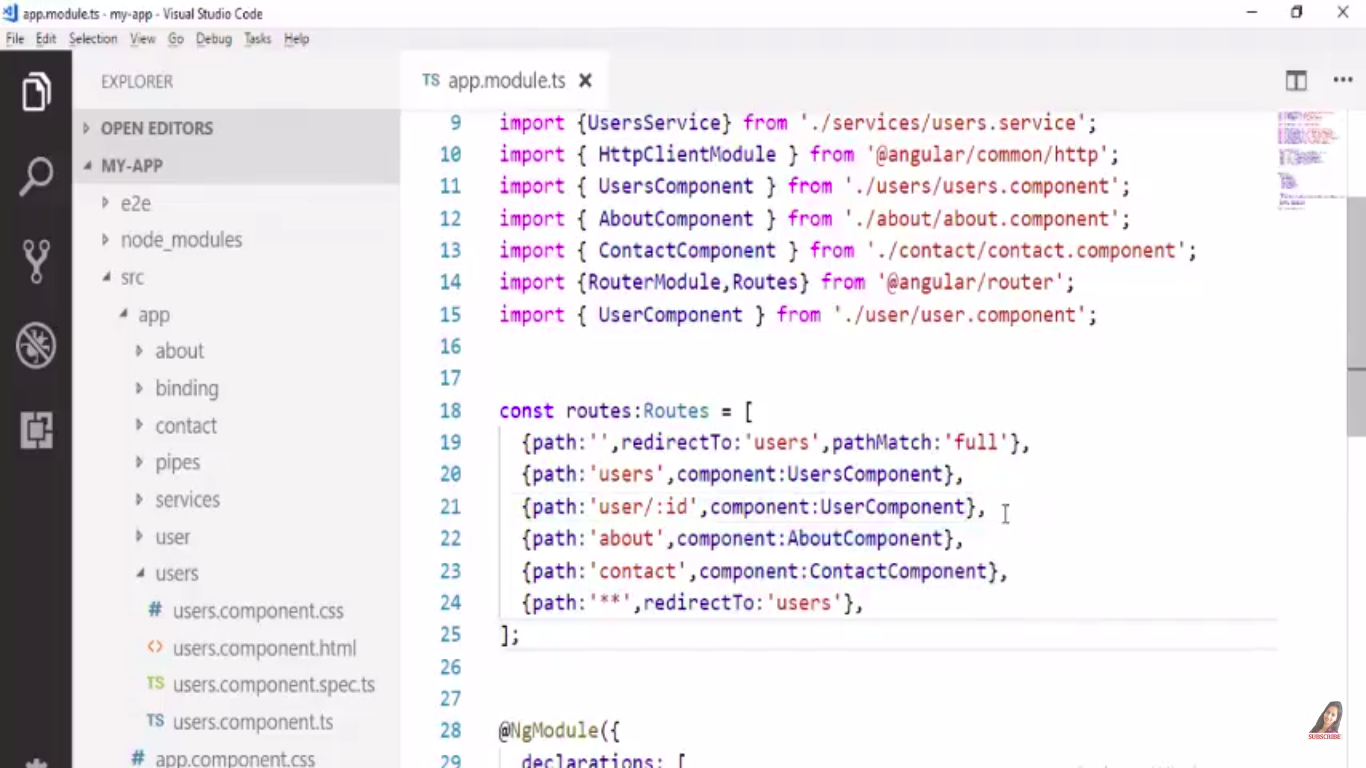 app.module.ts - my-app - Visual Studio Code
File Edit Selection View Go Debug Tasks Help
EXPLORER
OPEN EDITORS
MY-APP
e2e
node_modules
src
app
about
binding
contact
pipes
services
user
users
# users.component.css
<> users.component.html
TS users.component.spec.ts
TS users.component.ts
# app.component.css
TS app.module.ts
9 import {UsersService} from './services/users.service';
10 import { HttpClientModule } from '@angular/common/http';
11 import { UsersComponent } from './users/users.component';
12 import { AboutComponent } from './about/about.component';
13 import { ContactComponent } from './contact/contact.component';
14 import {RouterModule,Routes} from '@angular/router';
15 import { UserComponent } from './user/user.component';
16
17
18 const routes:Routes = [
19 {path:'',redirectTo:'users',pathMatch:'full'},
20 {path:'users',component:UsersComponent},
21 {path:'user/:id',component:UserComponent},
22 {path:'about',component:AboutComponent},
23 {path:'contact',component:ContactComponent},
24 {path:'**',redirectTo:'users'},
25 ];
26
27
28 @NgModule({
29 declarations: [
SUBSCRIBE